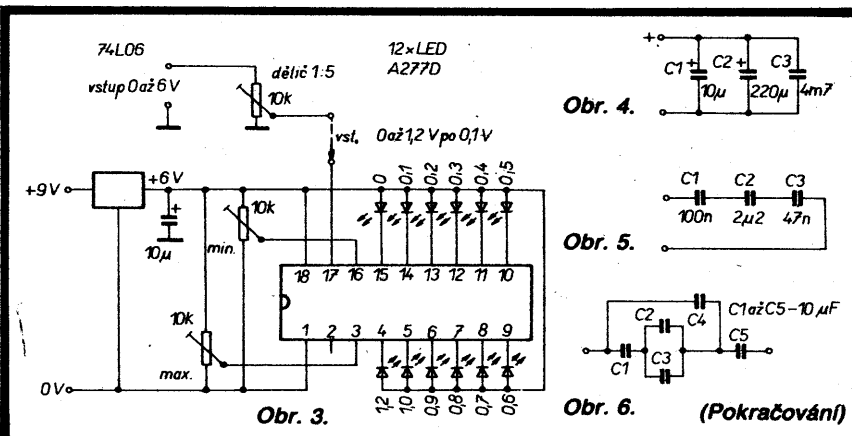 74L06
vstup 0 až 6 V
dělič 1:5
10k
12×LED
A277D
vst.
0 až 1,2 V po 0,1 V
+9V
+6V
10μ
10k
min.
0 0,1 0,2 0,3 0,4 0,5
18 17 16 15 14 13 12 11 10
1 2 3 4 5 6 7 8 9
10k
max.
0V
1,2 1,0 0,9 0,8 0,7 0,6
Obr. 3.
+
C1 + C2 + C3
10μ 220μ 4m7
Obr. 4.
C1 C2 C3
100n 2μ2 47n
Obr. 5.
C1 až C5 – 10 μF
C2 C4
C1 C3 C5
Obr. 6.
(Pokračování)